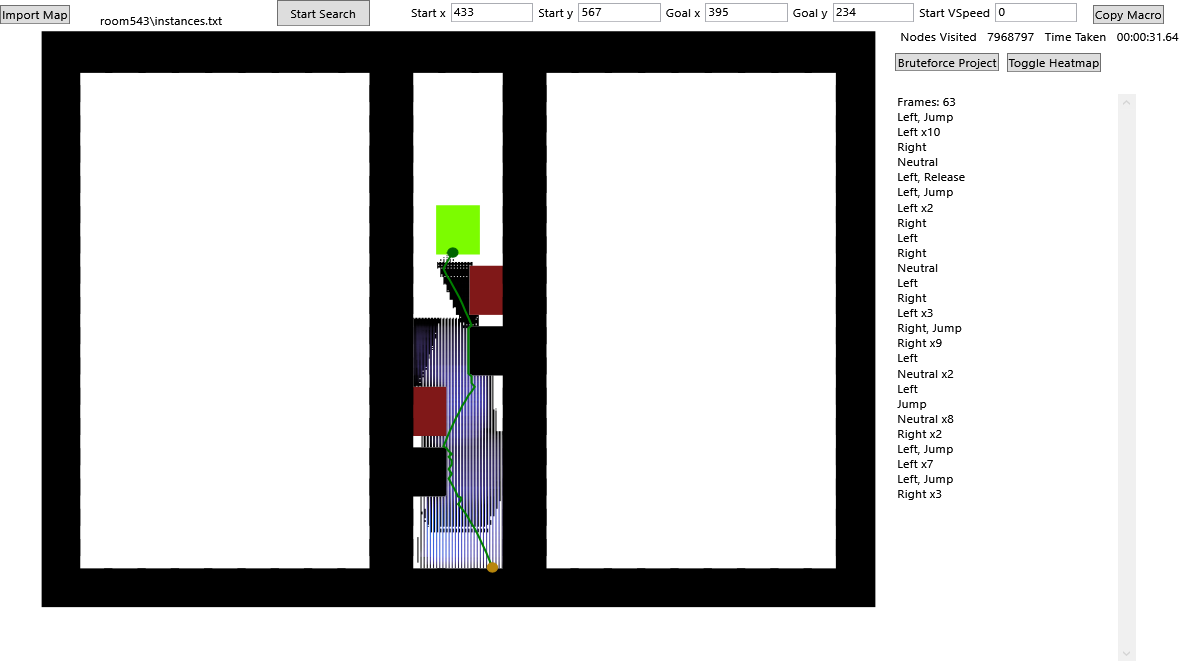 Import Map room543\instances.txt Start Search Start x 433 Start y 567 Goal x 395 Goal y 234 Start VSpeed 0 Copy Macro
Nodes Visited 7968797 Time Taken 00:00:31.64
Bruteforce Project Toggle Heatmap
Frames: 63
Left, Jump
Left x10
Right
Neutral
Left, Release
Left, Jump
Left x2
Right
Left
Right
Neutral
Left
Right
Left x3
Right, Jump
Right x9
Left
Neutral x2
Left
Jump
Neutral x8
Right x2
Left, Jump
Left x7
Left, Jump
Right x3